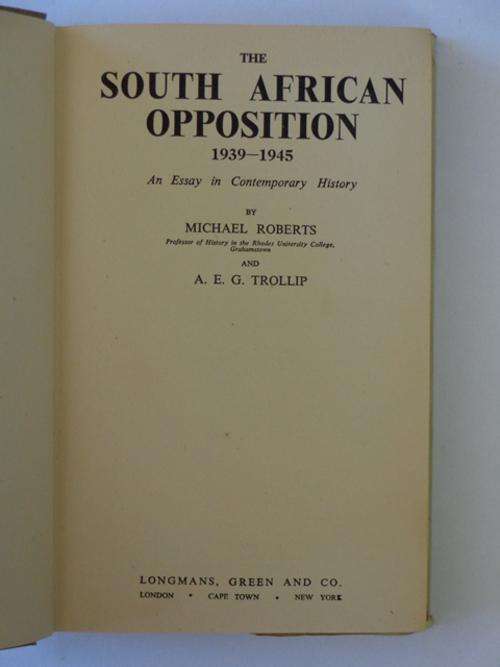 THE
SOUTH AFRICAN
OPPOSITION
1939—1945
An Essay in Contemporary History
BY
MICHAEL ROBERTS
Professor of History in the Rhodes University College,
Grahamstown
AND
A. E. G. TROLLIP
LONGMANS, GREEN AND CO.
LONDON • CAPE TOWN • NEW YORK